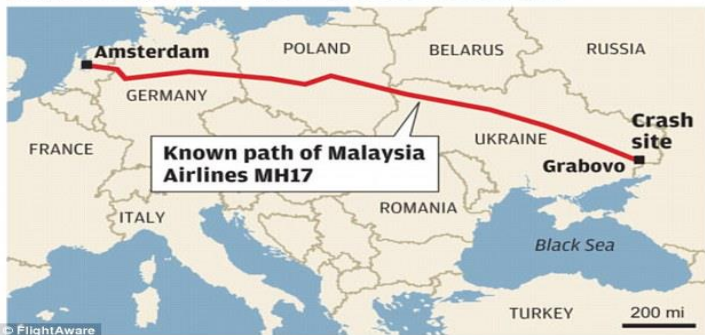 Amsterdam
POLAND
BELARUS
RUSSIA
GERMANY
Crash
site
FRANCE
Known path of Malaysia
Airlines MH17
UKRAINE
Grabovo
ITALY
ROMANIA
Black Sea
TURKEY
200 mi
© FlightAware